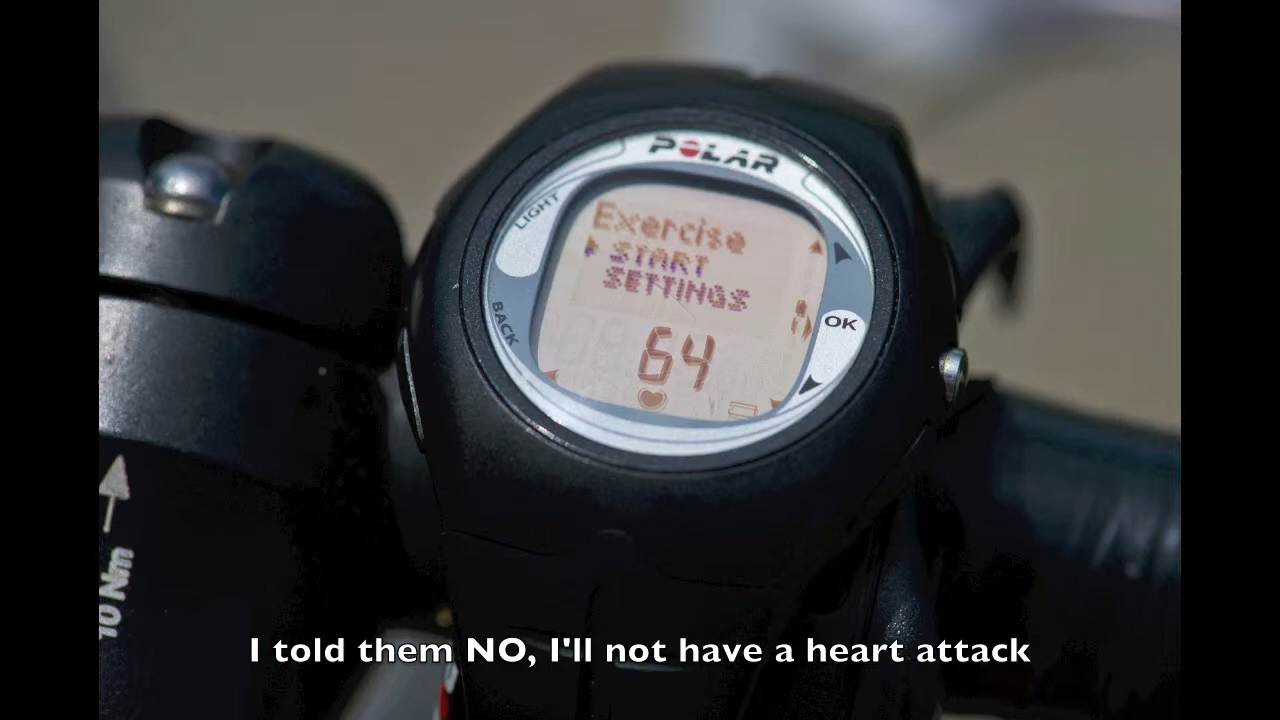 POLAR
LIGHT
Exercise
START
SETTINGS
BACK
OK
64
10 Nm
I told them NO, I'll not have a heart attack